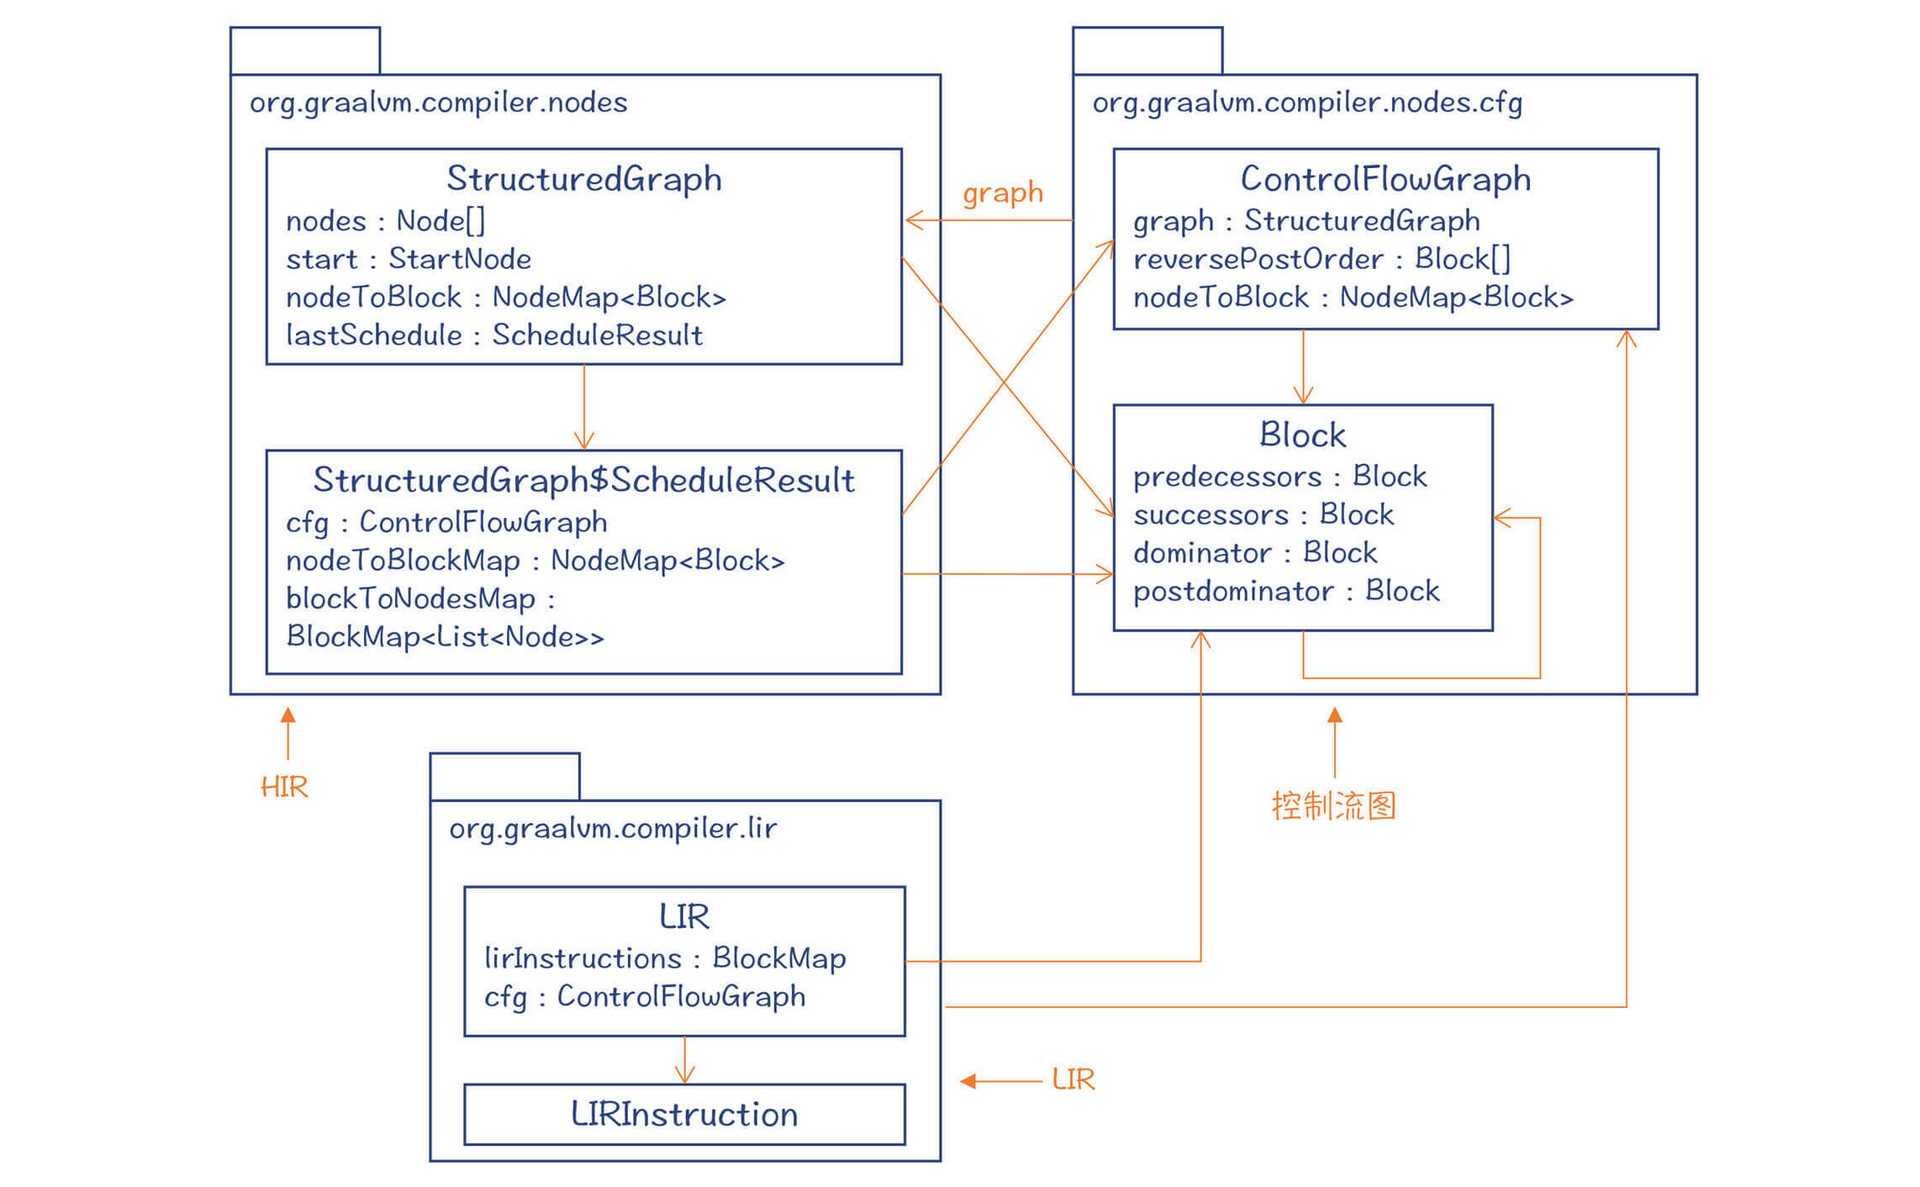 org.graalvm.compiler.nodes
StructuredGraph
nodes : Node[]
start : StartNode
nodeToBlock : NodeMap<Block>
lastSchedule : ScheduleResult
StructuredGraph$ScheduleResult
cfg : ControlFlowGraph
nodeToBlockMap : NodeMap<Block>
blockToNodesMap :
BlockMap<List<Node>>
HIR
graph
org.graalvm.compiler.nodes.cfg
ControlFlowGraph
graph : StructuredGraph
reversePostOrder : Block[]
nodeToBlock : NodeMap<Block>
Block
predecessors : Block
successors : Block
dominator : Block
postdominator : Block
控制流图
org.graalvm.compiler.lir
LIR
lirInstructions : BlockMap
cfg : ControlFlowGraph
LIRInstruction
LIR